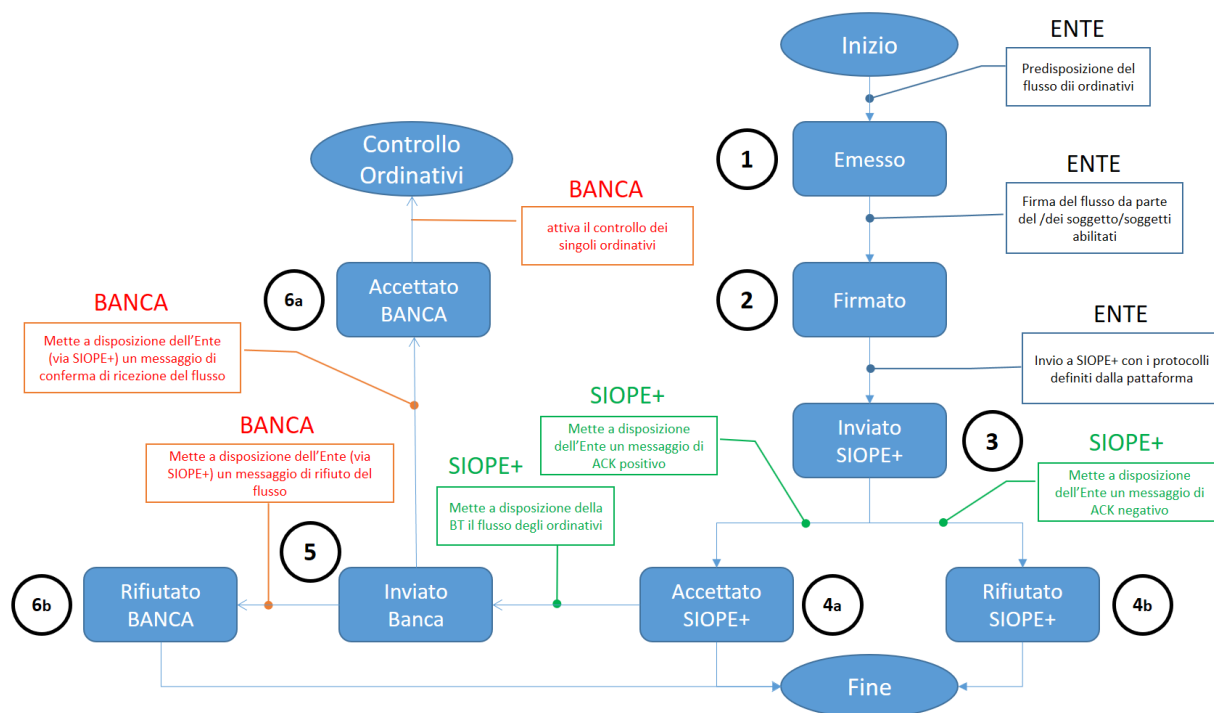 Inizio
ENTE
Predisposizione del
flusso dii ordinativi
1
Emesso
ENTE
Firma del flusso da parte
del /dei soggetto/soggetti
abilitati
Controllo
Ordinativi
BANCA
attiva il controllo dei
singoli ordinativi
6a
Accettato
BANCA
2
Firmato
BANCA
Mette a disposizione dell'Ente
(via SIOPE+) un messaggio di
conferma di ricezione del flusso
ENTE
Invio a SIOPE+ con i protocolli
definiti dalla pattaforma
SIOPE+
Mette a disposizione
dell'Ente un messaggio di
ACK positivo
Inviato
SIOPE+
3
BANCA
Mette a disposizione dell'Ente (via
SIOPE+) un messaggio di rifiuto del
flusso
SIOPE+
Mette a disposizione della
BT il flusso degli ordinativi
SIOPE+
Mette a disposizione
dell'Ente un messaggio di
ACK negativo
5
6b
Rifiutato
BANCA
Inviato
Banca
Accettato
SIOPE+
4a
Rifiutato
SIOPE+
4b
Fine